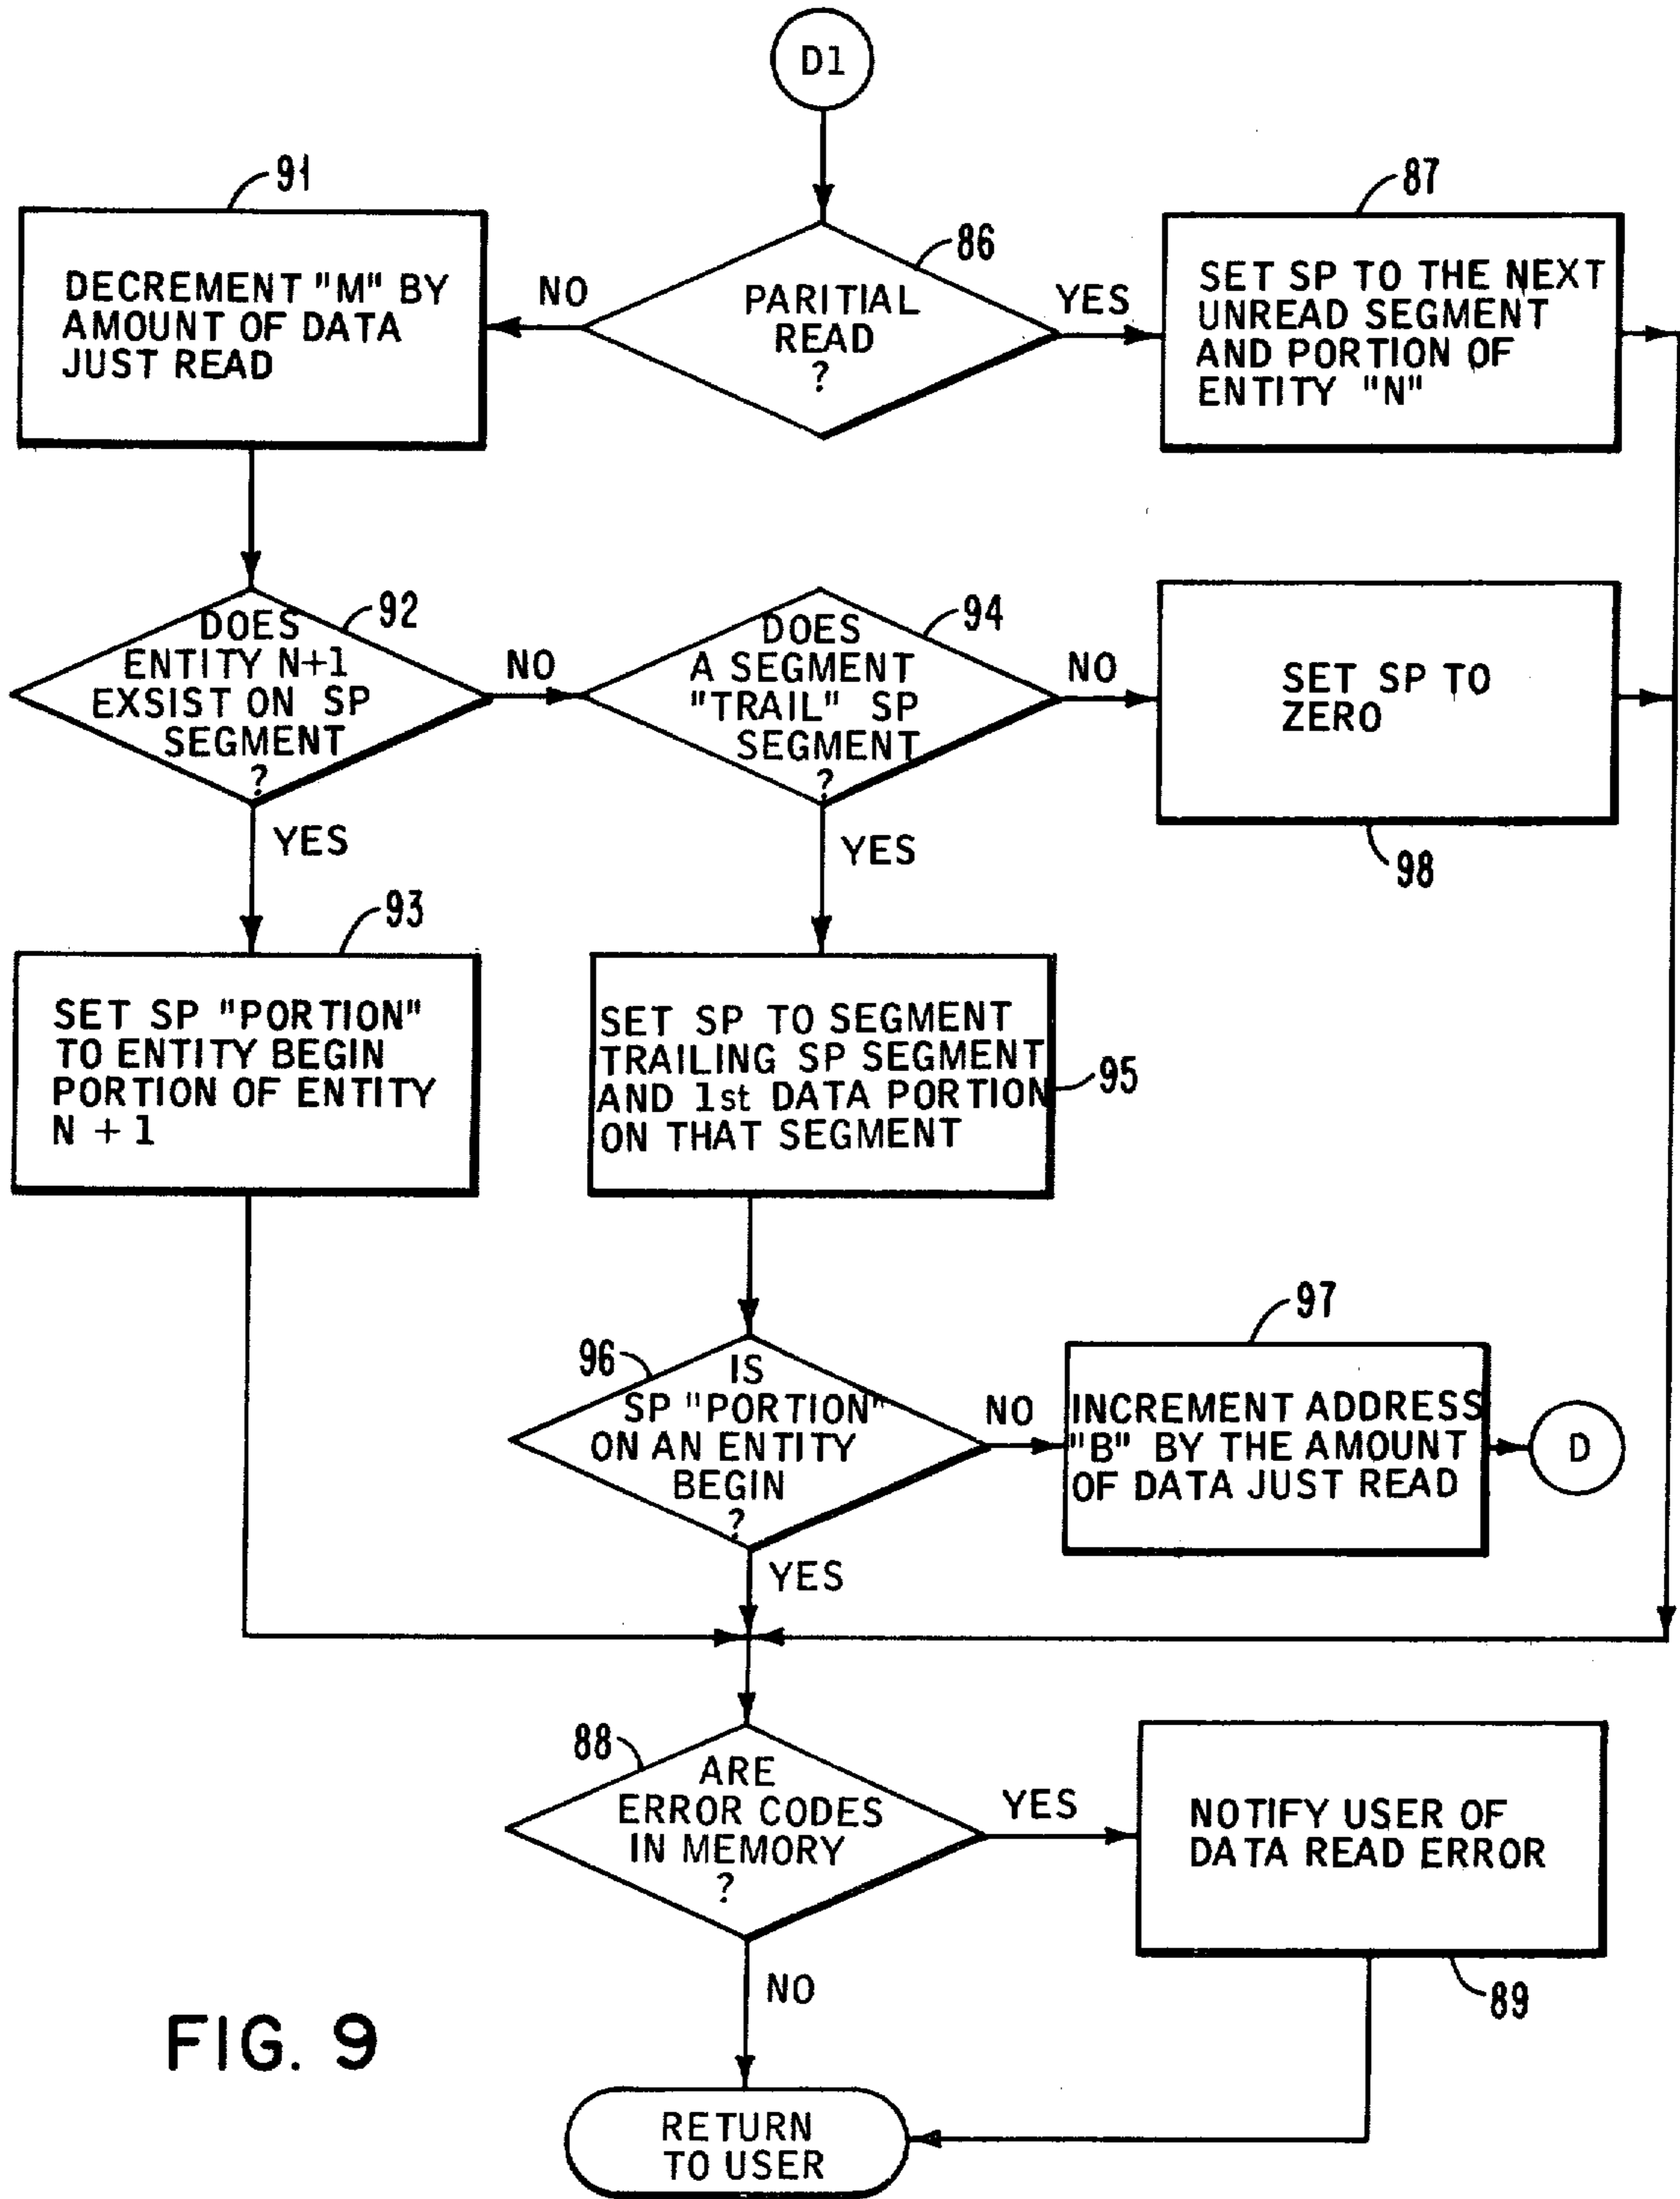 D1
91
DECREMENT "M" BY
AMOUNT OF DATA
JUST READ
NO
86
PARITIAL
READ
?
YES
87
SET SP TO THE NEXT
UNREAD SEGMENT
AND PORTION OF
ENTITY "N"
92
DOES
ENTITY N+1
EXSIST ON SP
SEGMENT
?
NO
YES
94
DOES
A SEGMENT
"TRAIL" SP
SEGMENT
?
NO
YES
SET SP TO
ZERO
98
93
SET SP "PORTION"
TO ENTITY BEGIN
PORTION OF ENTITY
N + 1
SET SP TO SEGMENT
TRAILING SP SEGMENT
AND 1st DATA PORTION
ON THAT SEGMENT
95
96
IS
SP "PORTION"
ON AN ENTITY
BEGIN
?
NO
YES
97
INCREMENT ADDRESS
"B" BY THE AMOUNT
OF DATA JUST READ
D
88
ARE
ERROR CODES
IN MEMORY
?
YES
NO
NOTIFY USER OF
DATA READ ERROR
89
RETURN
TO USER
FIG. 9